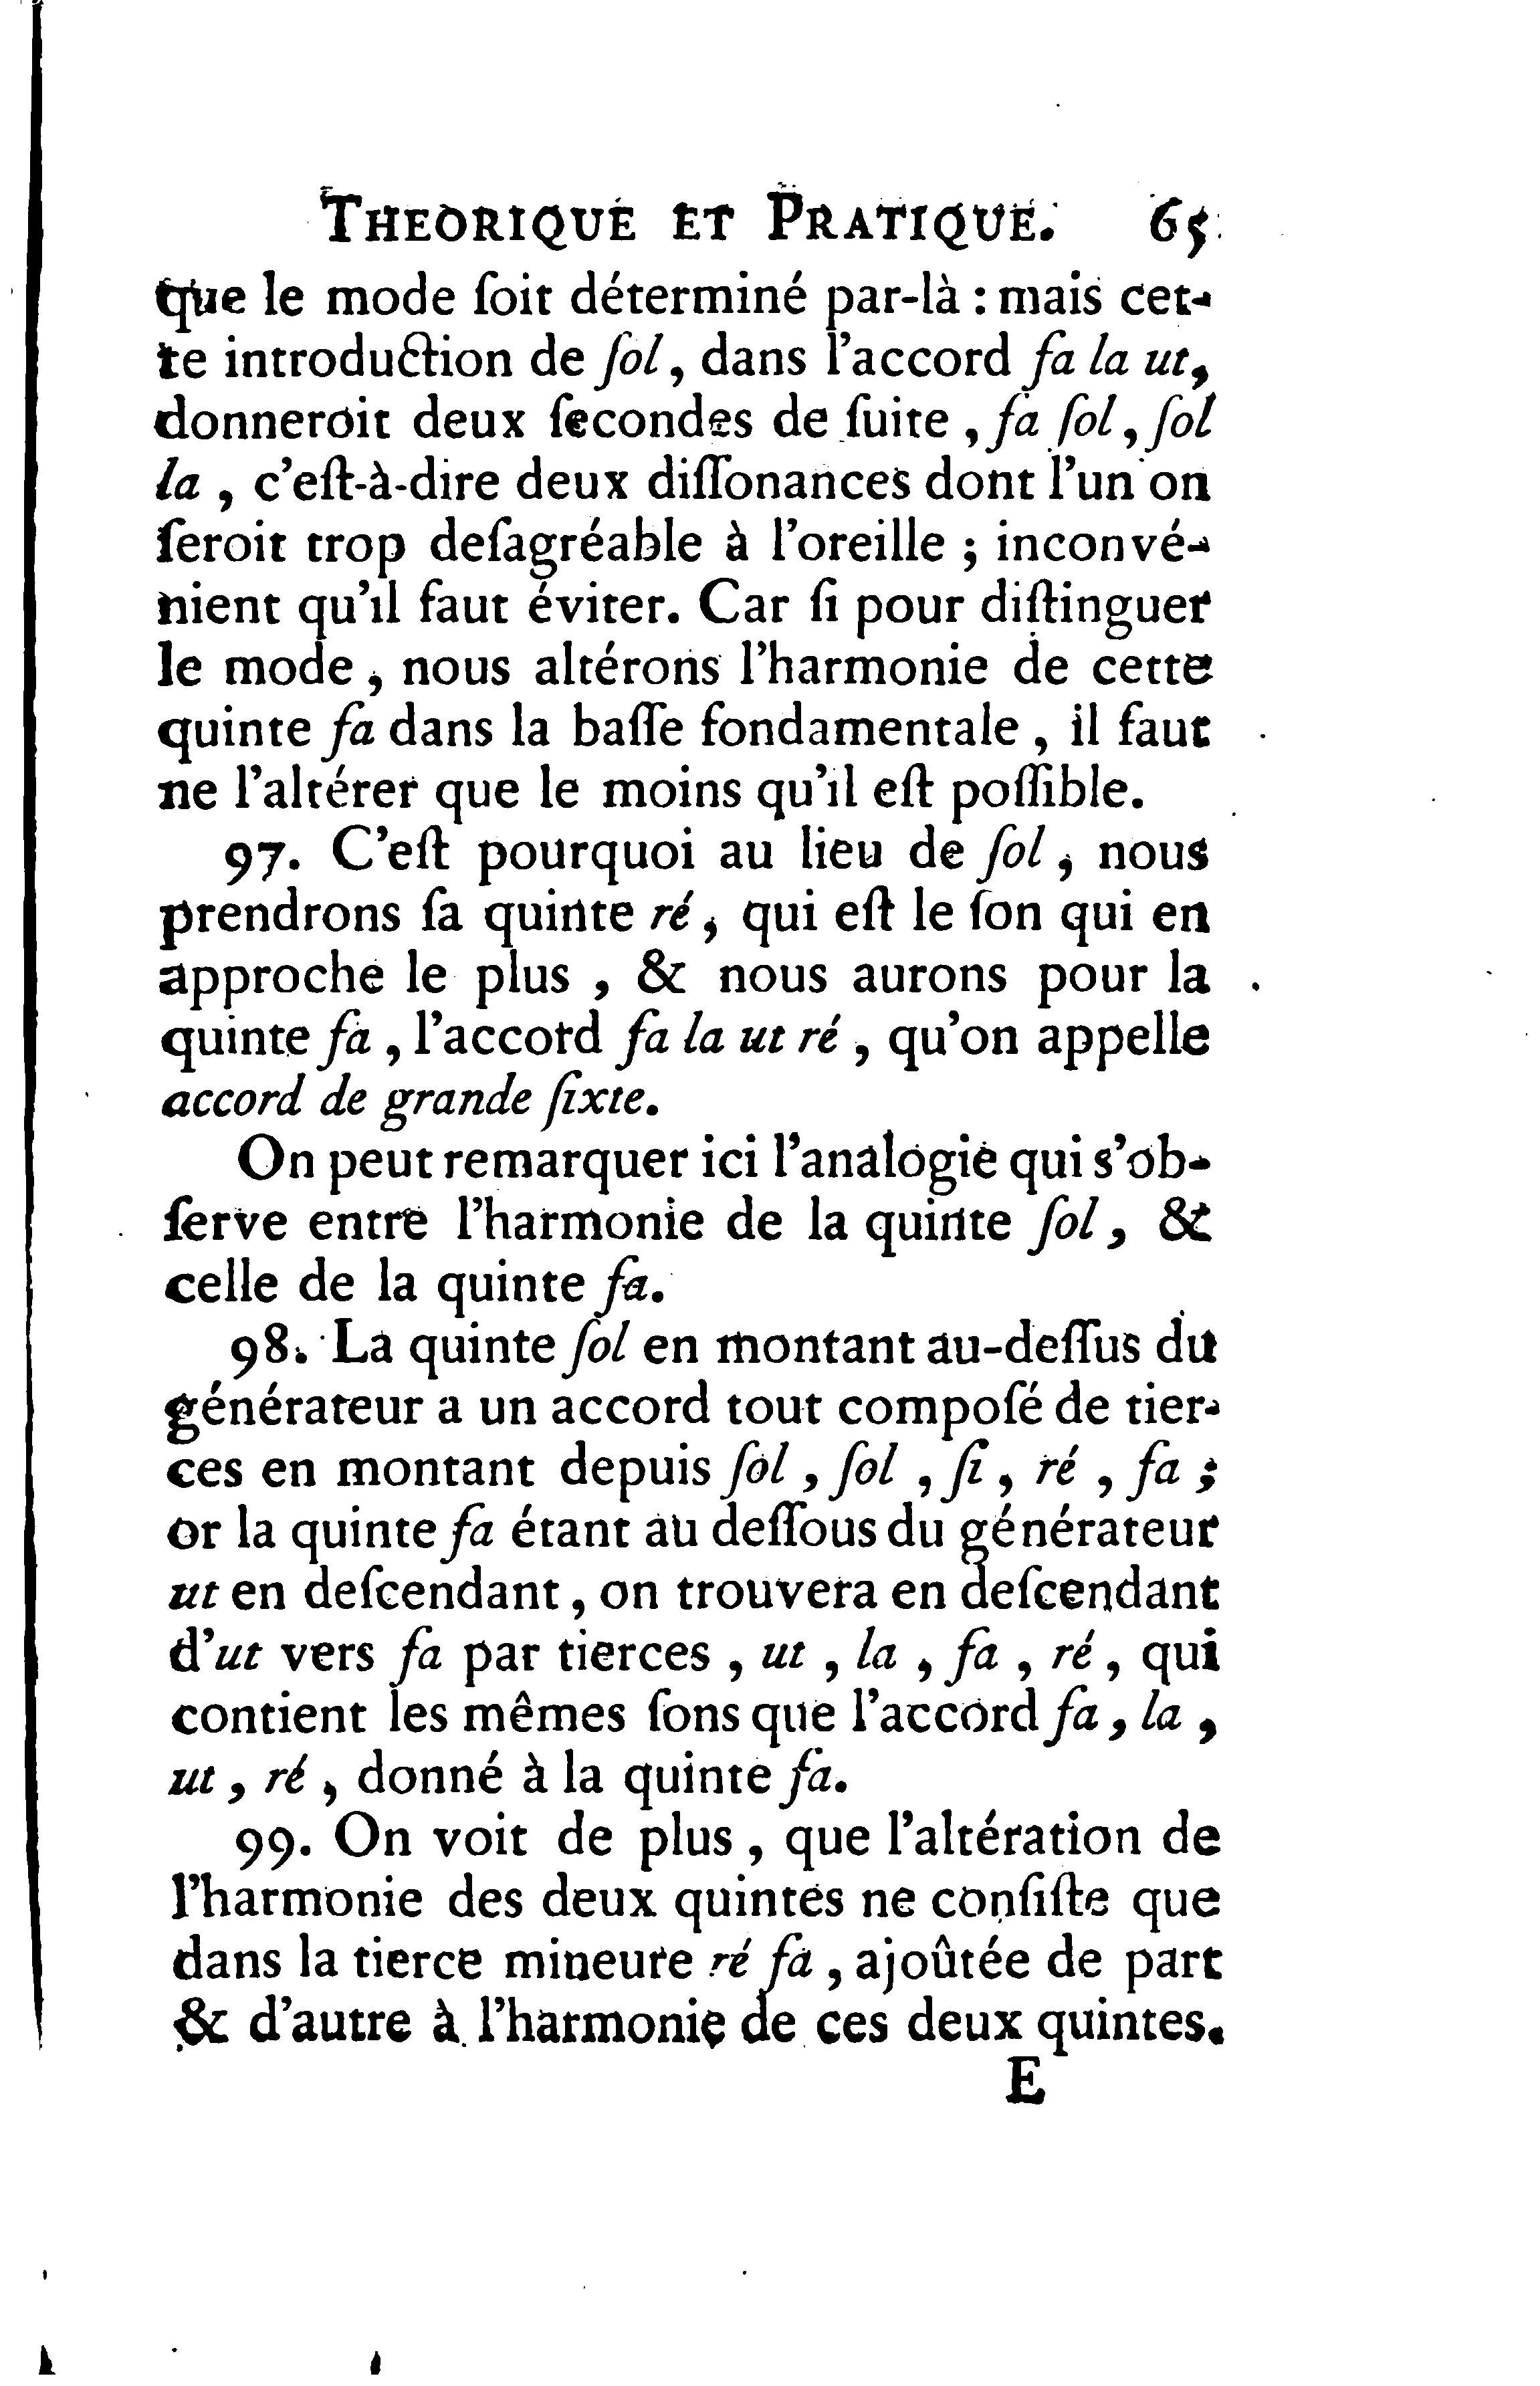 THEORIQUE ET PRATIQUE. 65
que le mode ſoit déterminé par-là : mais cet-
te introduction de ſol, dans l'accord fa la ut,
donneroit deux ſecondes de ſuite , fa ſol, ſol
la , c'eſt-à-dire deux diſſonances dont l'un on
ſeroit trop deſagréable à l'oreille ; inconvé-
nient qu'il faut éviter. Car ſi pour diſtinguer
le mode , nous altérons l'harmonie de cette
quinte fa dans la baſſe fondamentale , il faut
ne l'altérer que le moins qu'il eſt poſſible.
97. C'eſt pourquoi au lieu de ſol , nous
prendrons ſa quinte ré , qui eſt le ſon qui en
approche le plus , & nous aurons pour la
quinte fa , l'accord fa la ut ré , qu'on appelle
accord de grande ſixte.
On peut remarquer ici l'analogie qui s'ob-
ſerve entre l'harmonie de la quinte ſol , &
celle de la quinte fa.
98. La quinte ſol en montant au-deſſus du
générateur a un accord tout compoſé de tier-
ces en montant depuis ſol , ſol , ſi , ré , fa ;
or la quinte fa étant au deſſous du générateur
ut en deſcendant , on trouvera en deſcendant
d'ut vers fa par tierces , ut , la , fa , ré , qui
contient les mêmes ſons que l'accord fa , la ,
ut , ré , donné à la quinte fa.
99. On voit de plus , que l'altération de
l'harmonie des deux quintes ne conſiſte que
dans la tierce mineure ré fa , ajoûtée de part
& d'autre à l'harmonie de ces deux quintes.
E